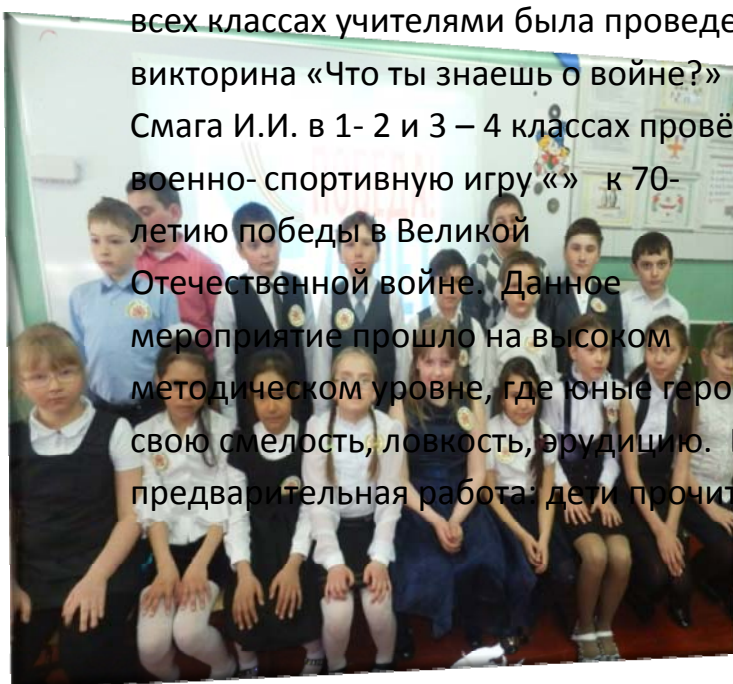 всех классах учителями была проведе
викторина «Что ты знаешь о войне?»
Смага И.И. в 1- 2 и 3 – 4 классах провё
военно- спортивную игру «» к 70-
летию победы в Великой
Отечественной войне. Данное
мероприятие прошло на высоком
методическом уровне, где юные геро
свою смелость, ловкость, эрудицию.
предварительная работа: дети прочит
ПОБЕДА!